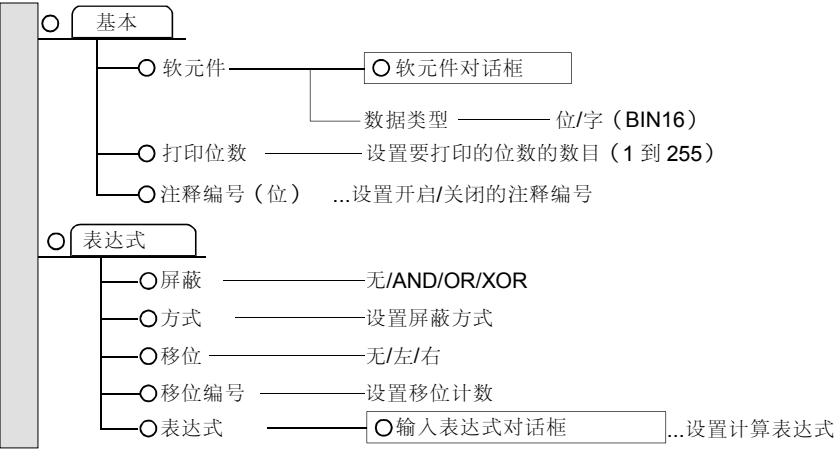 基本
软元件 软元件对话框
数据类型 位/字（BIN16）
打印位数 设置要打印的位数的数目（1 到 255）
注释编号（位） ...设置开启/关闭的注释编号
表达式
屏蔽 无/AND/OR/XOR
方式 设置屏蔽方式
移位 无/左/右
移位编号 设置移位计数
表达式 输入表达式对话框 ...设置计算表达式